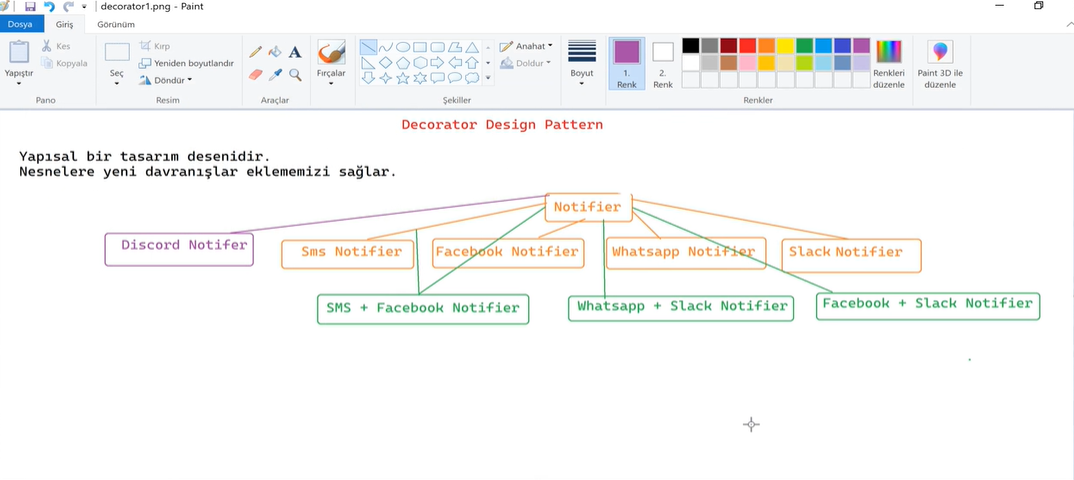 decorator1.png - Paint
Dosya Giriş Görünüm
Kes
Kopyala
Yapıştır
Pano
Seç
Kırp
Yeniden boyutlandır
Döndür
Resim
A
Araçlar
Fırçalar
Anahat
Doldur
Şekiller
Boyut
1.
Renk
2.
Renk
Renkleri
düzenle
Renkler
Paint 3D ile
düzenle
Decorator Design Pattern
Yapısal bir tasarım desenidir.
Nesnelere yeni davranışlar eklememizi sağlar.
Notifier
Discord Notifer
Sms Notifier
Facebook Notifier
Whatsapp Notifier
Slack Notifier
SMS + Facebook Notifier
Whatsapp + Slack Notifier
Facebook + Slack Notifier